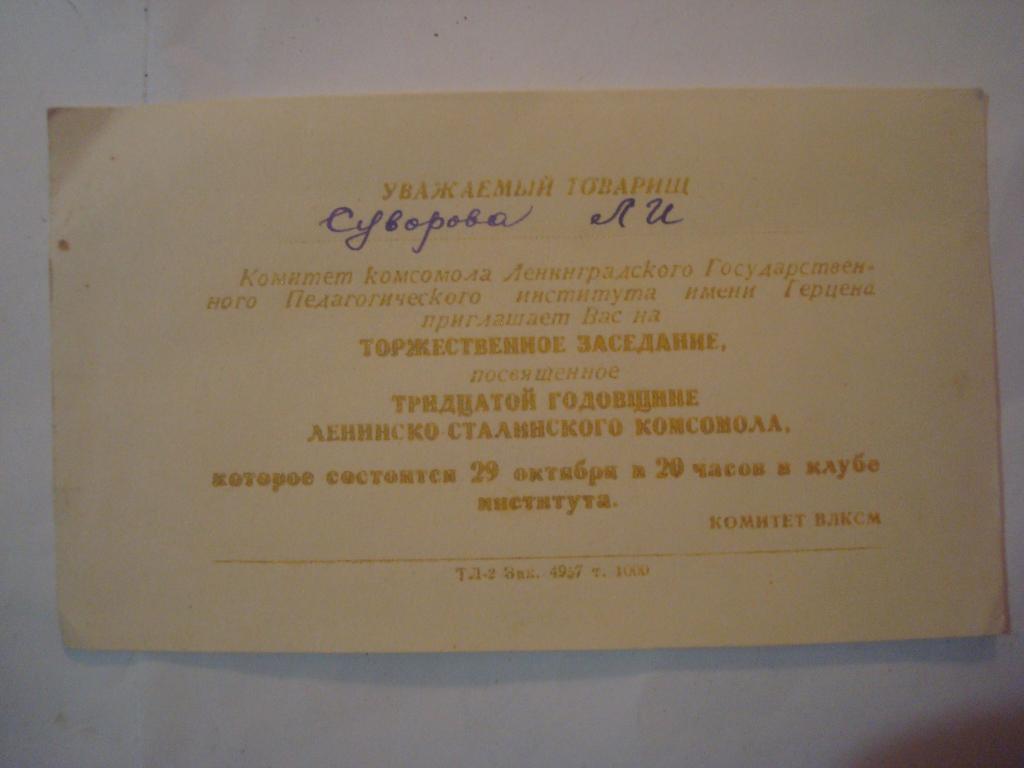 УВАЖАЕМЫЙ ТОВАРИЩ
Суворова Л И
Комитет комсомола Ленинградского Государствен-
ного Педагогического института имени Герцена
приглашает Вас на
ТОРЖЕСТВЕННОЕ ЗАСЕДАНИЕ,
посвященное
ТРИДЦАТОЙ ГОДОВЩИНЕ
ЛЕНИНСКО-СТАЛИНСКОГО КОМСОМОЛА,
которое состоится 29 октября в 20 часов в клубе
института.
КОМИТЕТ ВЛКСМ
ТЛ-2 Зак. 4957 т. 1000